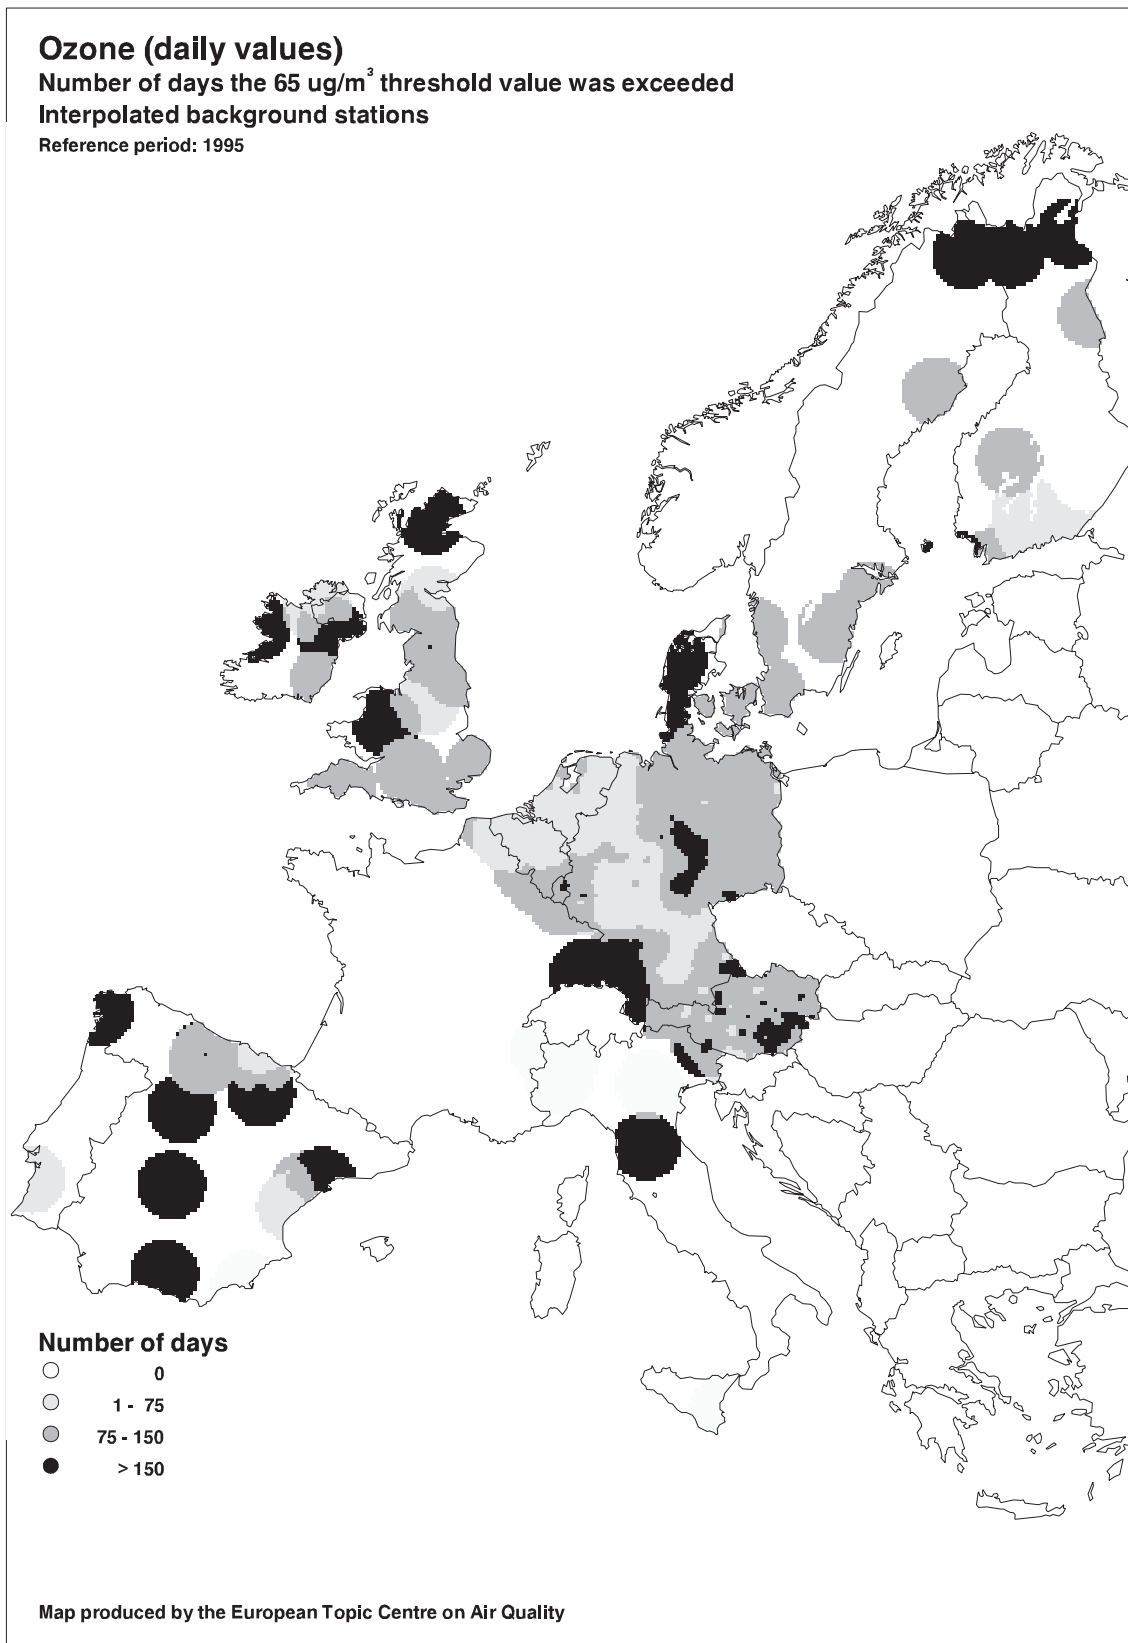 Ozone (daily values)
Number of days the 65 ug/m³ threshold value was exceeded
Interpolated background stations
Reference period: 1995
Number of days
0
1 - 75
75 - 150
> 150
Map produced by the European Topic Centre on Air Quality